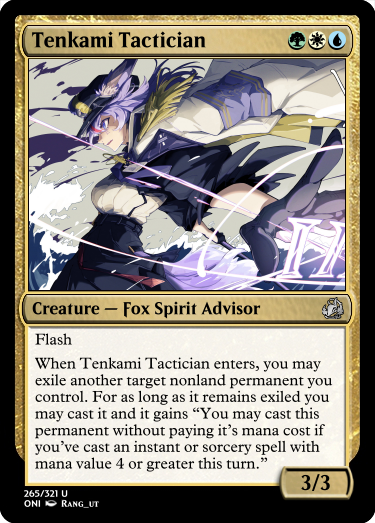 Tenkami Tactician
Creature — Fox Spirit Advisor
Flash
When Tenkami Tactician enters, you may
exile another target nonland permanent you
control. For as long as it remains exiled you
may cast it and it gains “You may cast this
permanent without paying it’s mana cost if
you’ve cast an instant or sorcery spell with
mana value 4 or greater this turn.”
3/3
265/321 U
ONI Rang_ut